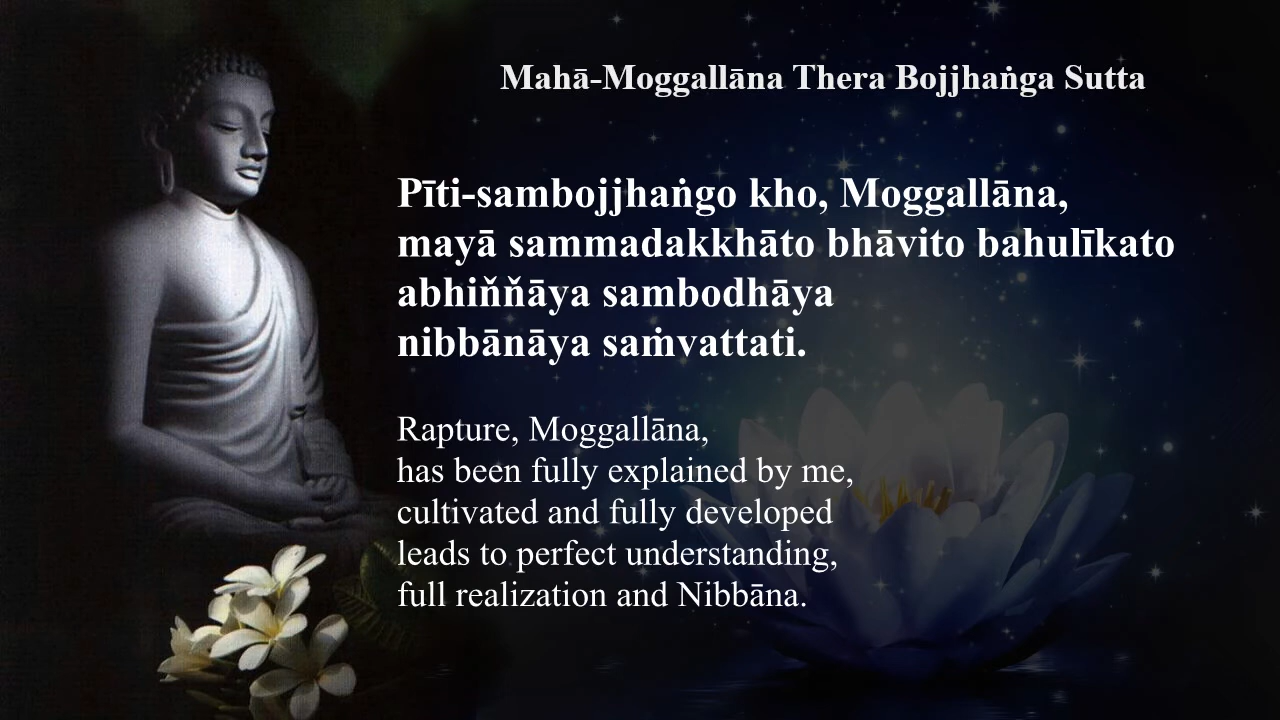 Mahā-Moggallāna Thera Bojjhaṅga Sutta
Pīti-sambojjhaṅgo kho, Moggallāna,
mayā sammadakkhāto bhāvito bahulīkato
abhiňňāya sambodhāya
nibbānāya saṁvattati.
Rapture, Moggallāna,
has been fully explained by me,
cultivated and fully developed
leads to perfect understanding,
full realization and Nibbāna.